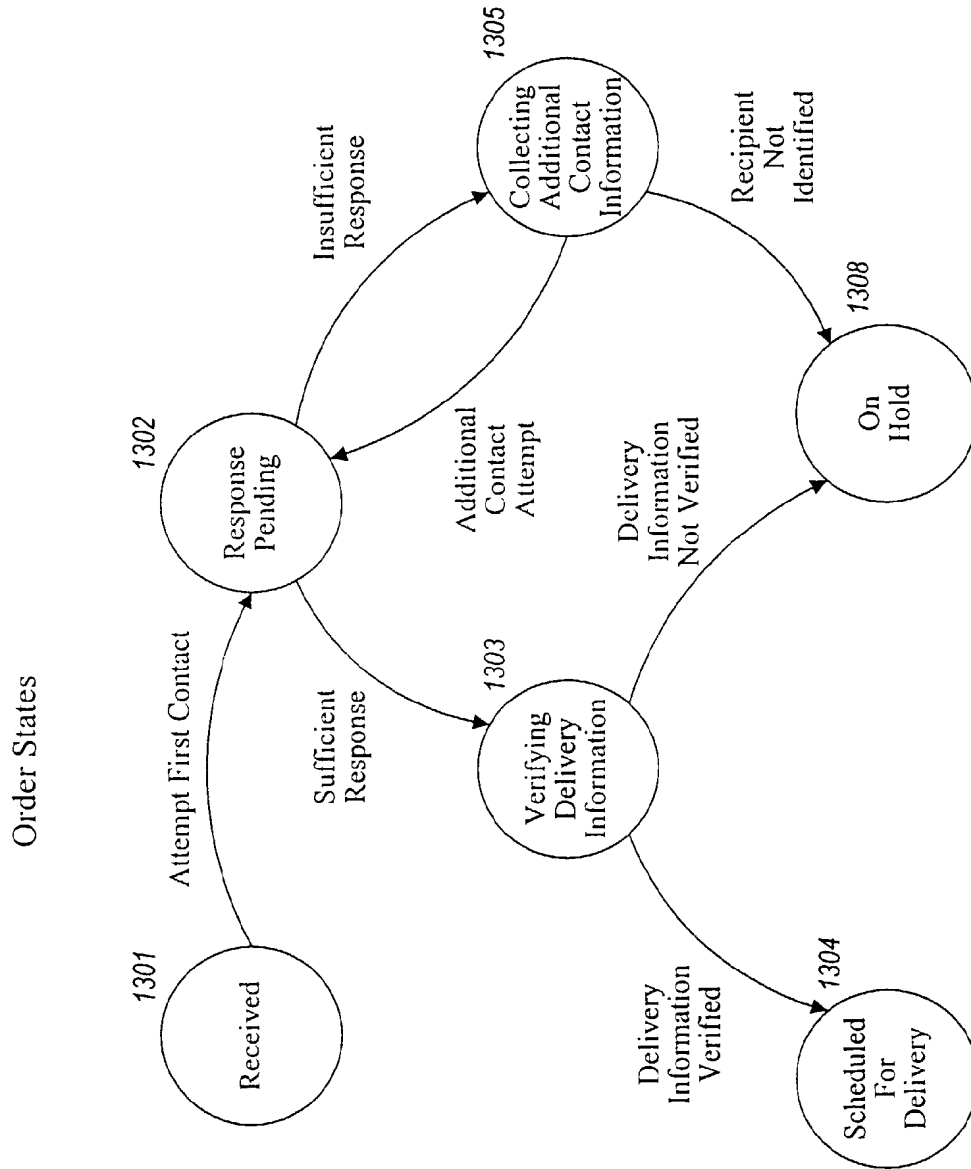 Order States
1301
Received
Attempt First Contact
1302
Response
Pending
Insufficient
Response
1305
Collecting
Additional
Contact
Information
Sufficient
Response
Additional
Contact
Attempt
1303
Verifying
Delivery
Information
Recipient
Not
Identified
Delivery
Information
Verified
Delivery
Information
Not Verified
1304
Scheduled
For
Delivery
1308
On
Hold